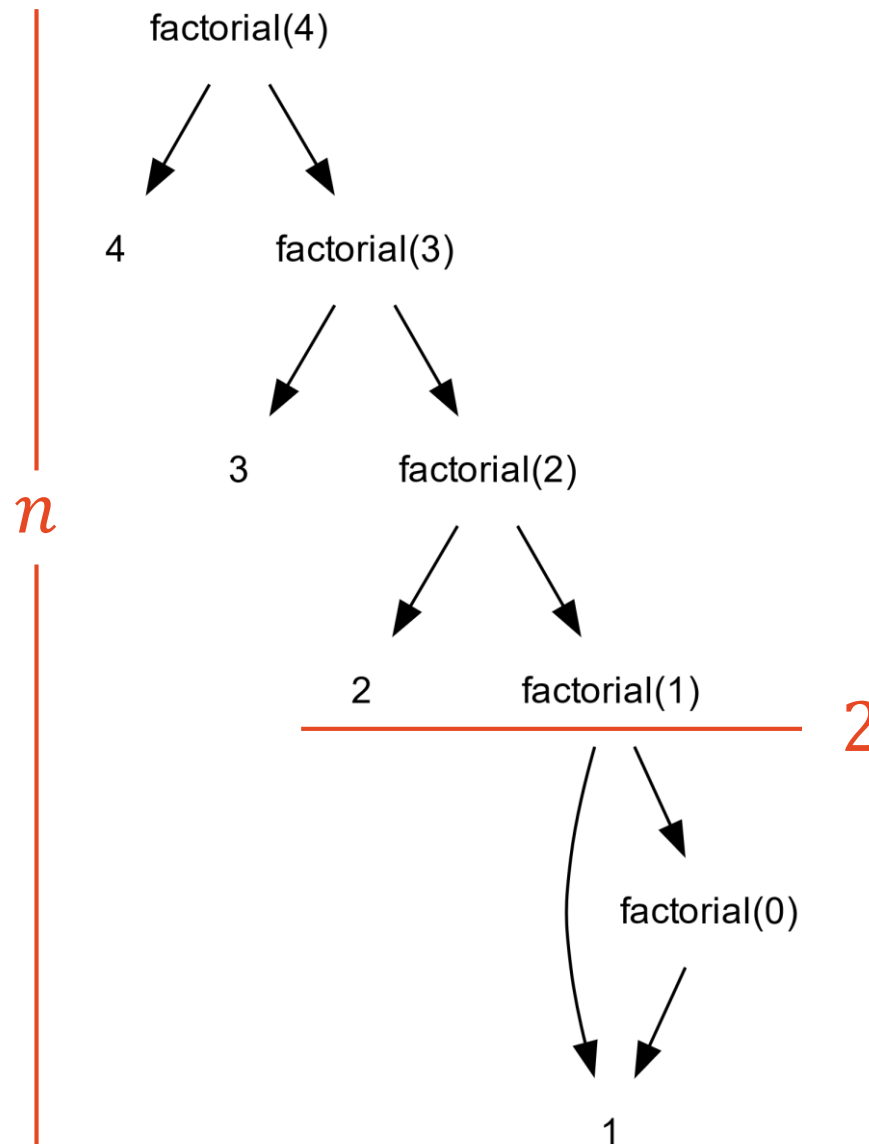 factorial(4)
4 factorial(3)
3 factorial(2)
n
2 factorial(1)
2
factorial(0)
1